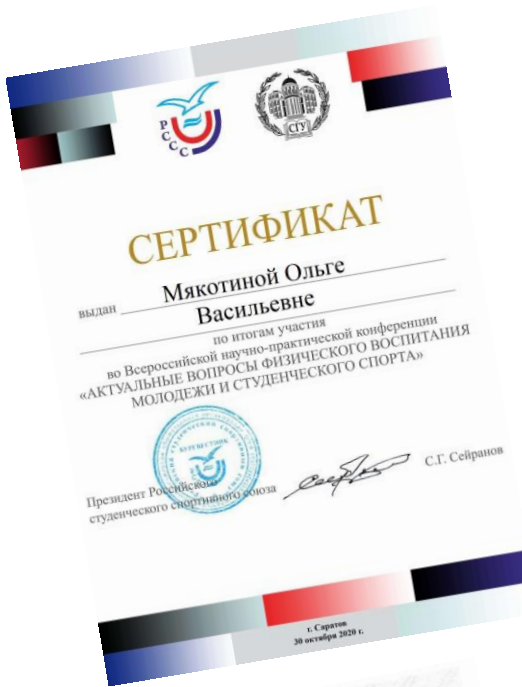 РССС
СГУ
СЕРТИФИКАТ
выдан Мякотиной Ольге
Васильевне
по итогам участия
во Всероссийской научно-практической конференции
«АКТУАЛЬНЫЕ ВОПРОСЫ ФИЗИЧЕСКОГО ВОСПИТАНИЯ
МОЛОДЕЖИ И СТУДЕНЧЕСКОГО СПОРТА»
БУРЕВЕСТНИК
Президент Российского
студенческого спортивного союза
С.Г. Сейранов
г. Саратов
30 октября 2020 г.